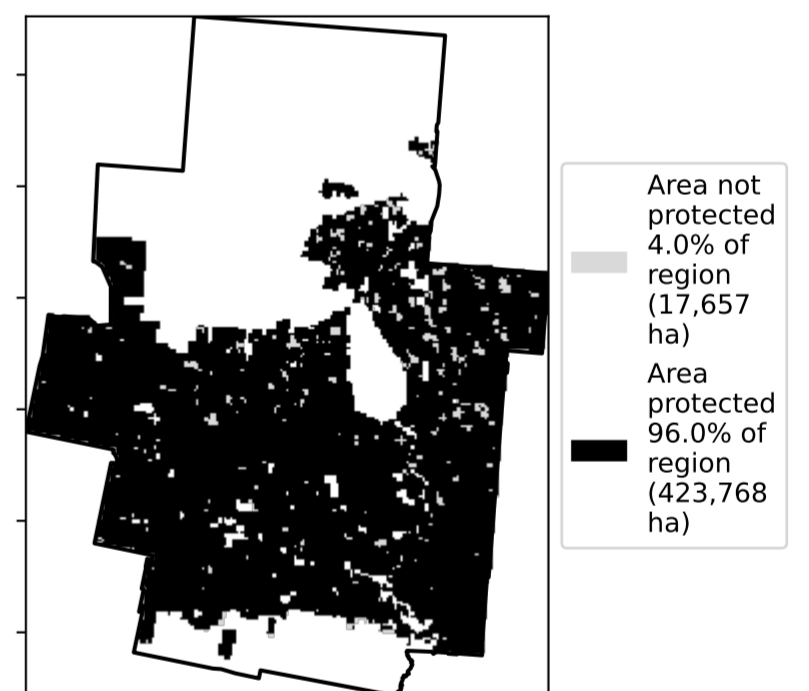 Area not
protected
4.0% of
region
(17,657
ha)
Area
protected
96.0% of
region
(423,768
ha)